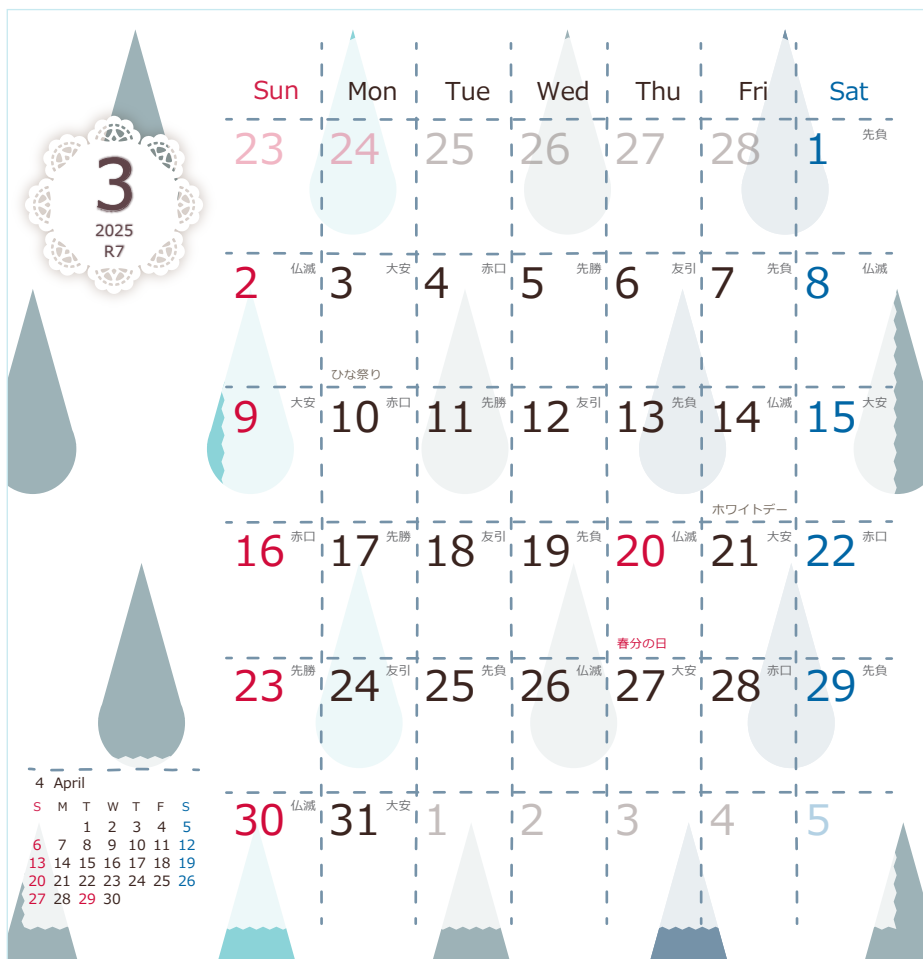 3
2025
R7
Sun Mon Tue Wed Thu Fri Sat
23 24 25 26 27 28 1 先負
2 仏滅 3 大安 4 赤口 5 先勝 6 友引 7 先負 8 仏滅
ひな祭り
9 大安 10 赤口 11 先勝 12 友引 13 先負 14 仏滅 15 大安
ホワイトデー
16 赤口 17 先勝 18 友引 19 先負 20 仏滅 21 大安 22 赤口
春分の日
23 先勝 24 友引 25 先負 26 仏滅 27 大安 28 赤口 29 先負
30 仏滅 31 大安 1 2 3 4 5
4 April
S M T W T F S
1 2 3 4 5
6 7 8 9 10 11 12
13 14 15 16 17 18 19
20 21 22 23 24 25 26
27 28 29 30